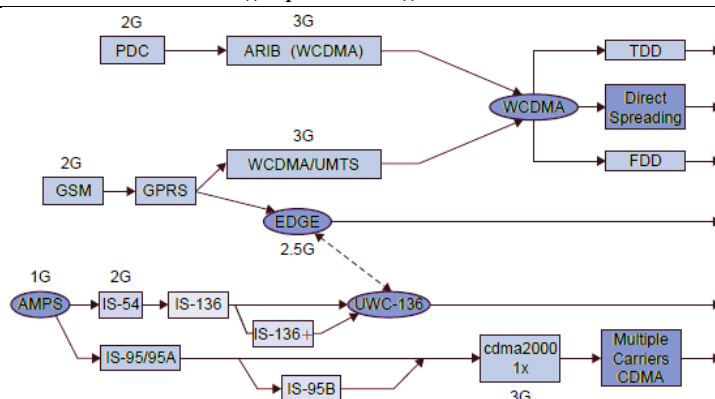 2G
3G
PDC
ARIB (WCDMA)
TDD
WCDMA
Direct
Spreading
3G
2G
WCDMA/UMTS
FDD
GSM
GPRS
EDGE
2.5G
1G
2G
AMPS
IS-54
IS-136
UWC-136
IS-136+
IS-95/95A
cdma2000
1x
Multiple
Carriers
CDMA
IS-95B
3G